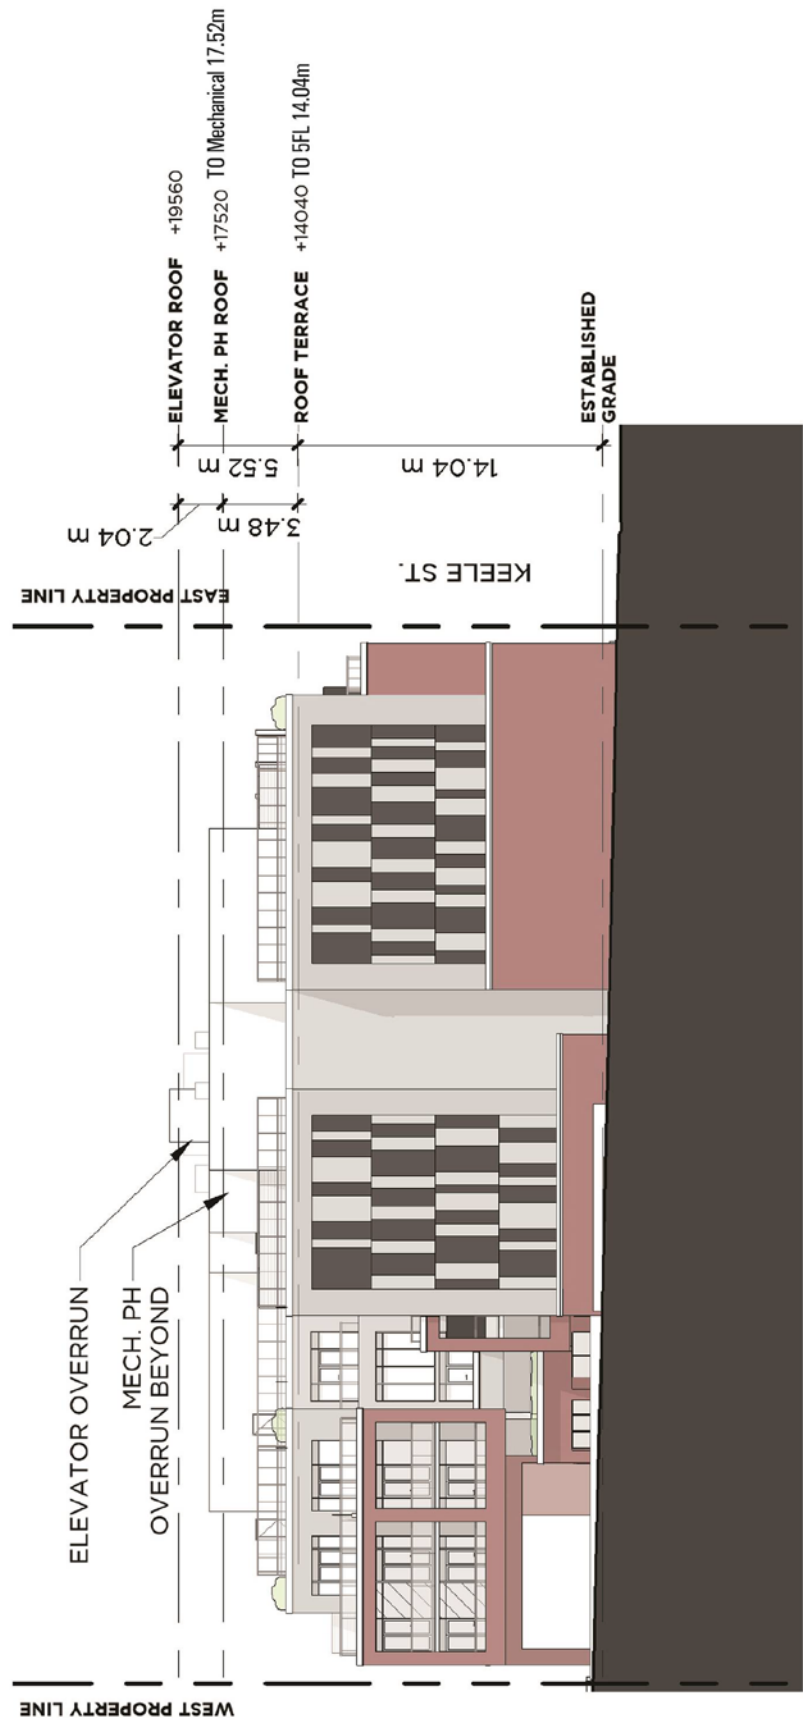 ELEVATOR ROOF +19560
MECH. PH ROOF +17520 TO Mechanical 17.52m
ROOF TERRACE +14040 TO 5FL 14.04m
ESTABLISHED
GRADE
5.52 m
14.04 m
2.04 m
3.48 m
KEELE ST.
EAST PROPERTY LINE
ELEVATOR OVERRUN
MECH. PH
OVERRUN BEYOND
WEST PROPERTY LINE